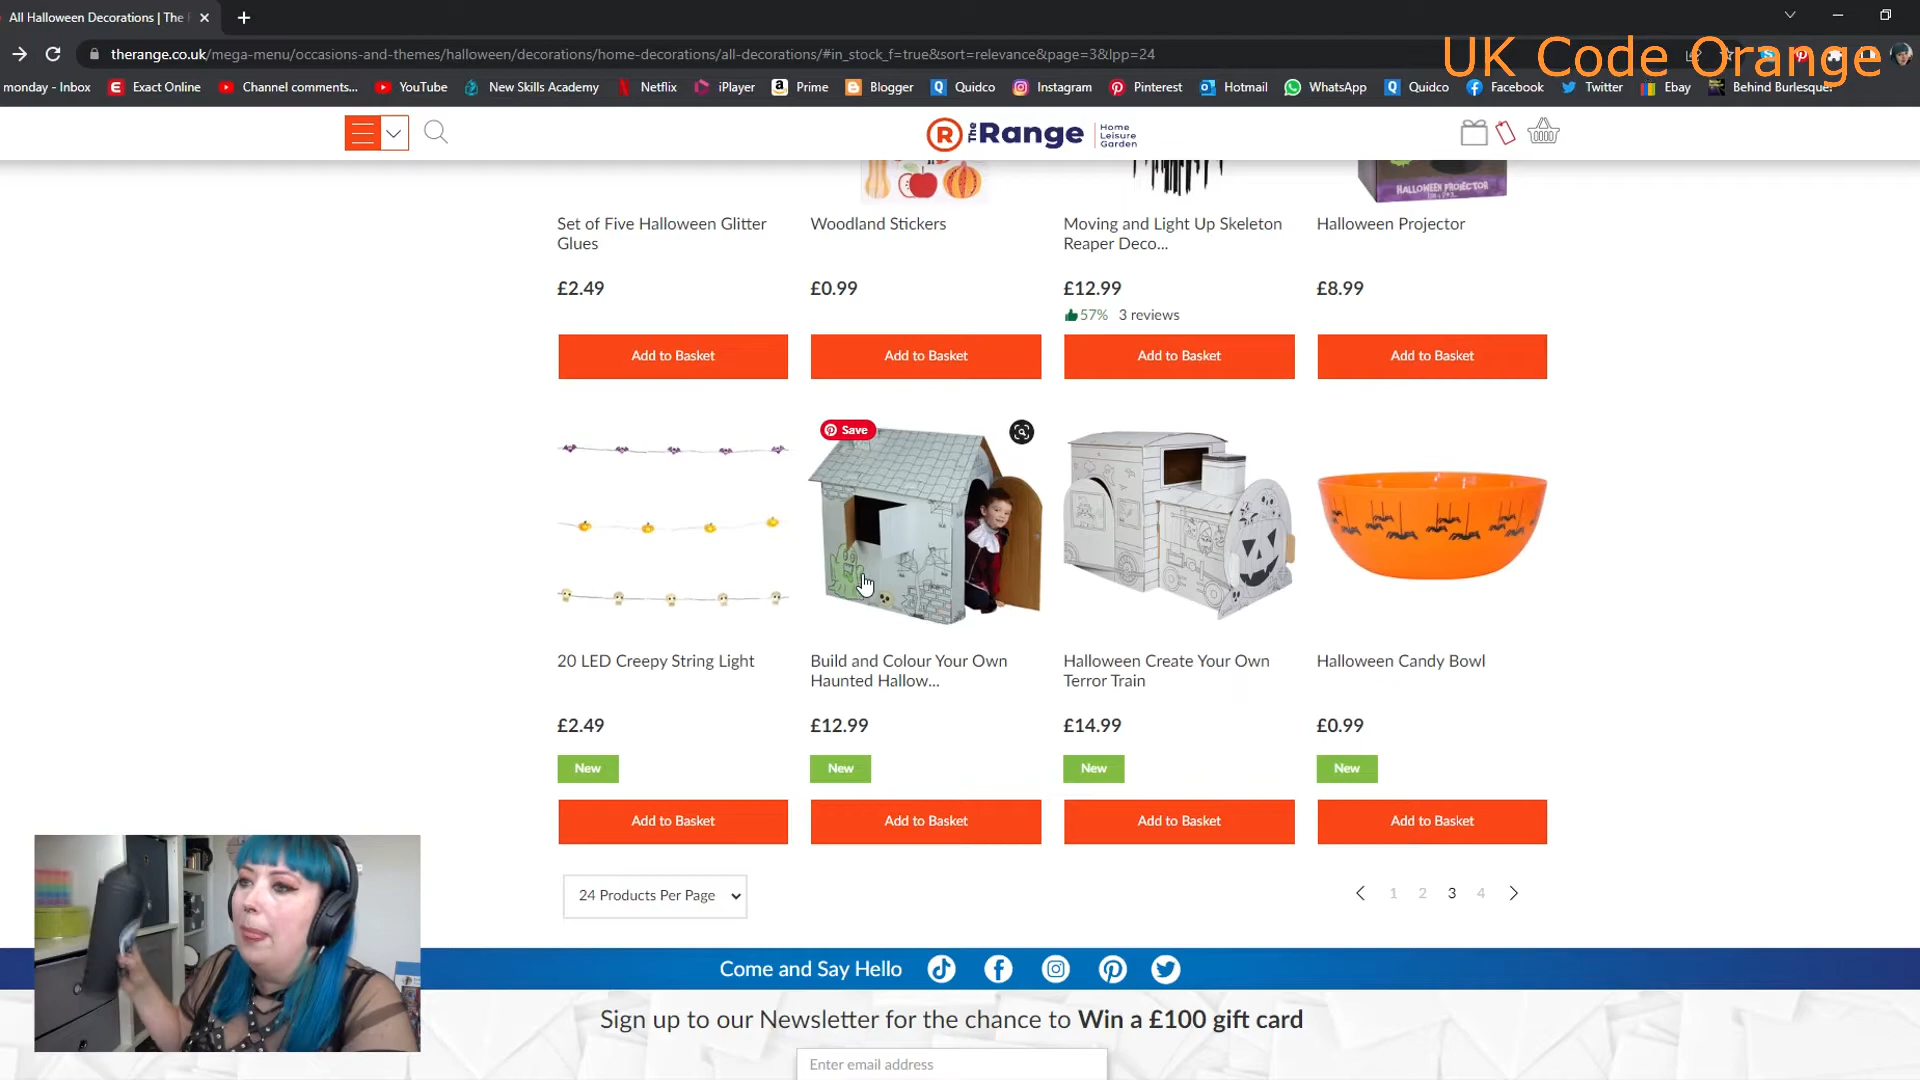 All Halloween Decorations | The
therange.co.uk/mega-menu/occasions-and-themes/halloween/decorations/home-decorations/all-decorations/#in_stock_f=true&sort=relevance&page=3&lpp=24
UK Code Orange
monday - Inbox
Exact Online
Channel comments...
YouTube
New Skills Academy
Netflix
iPlayer
Prime
Blogger
Quidco
Instagram
Pinterest
Hotmail
WhatsApp
Quidco
Facebook
Twitter
Ebay
Behind Burlesque:
R The Range
Home
Leisure
Garden
HALLOWEEN PROJECTOR
Set of Five Halloween Glitter
Glues
£2.49
Add to Basket
Woodland Stickers
£0.99
Add to Basket
Moving and Light Up Skeleton
Reaper Deco...
£12.99
57% 3 reviews
Add to Basket
Halloween Projector
£8.99
Add to Basket
Save
20 LED Creepy String Light
£2.49
New
Add to Basket
Build and Colour Your Own
Haunted Hallow...
£12.99
New
Add to Basket
Halloween Create Your Own
Terror Train
£14.99
New
Add to Basket
Halloween Candy Bowl
£0.99
New
Add to Basket
24 Products Per Page
1 2 3 4
Come and Say Hello
Sign up to our Newsletter for the chance to Win a £100 gift card
Enter email address